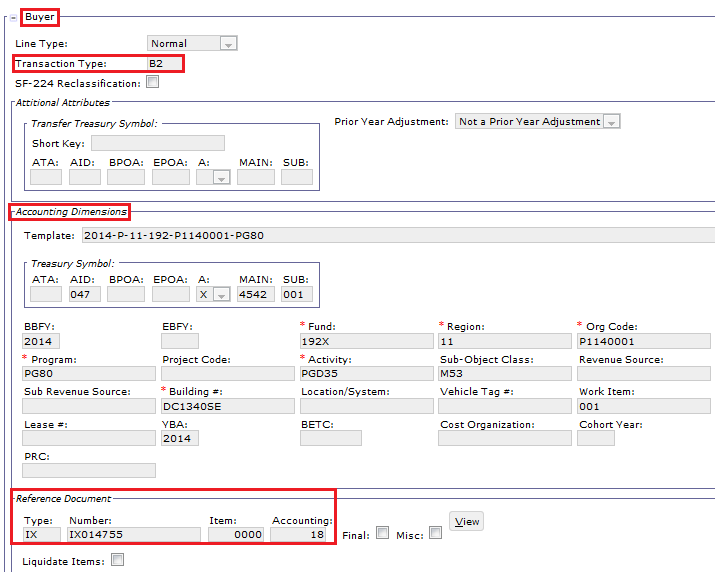 Buyer
Line Type: Normal
Transaction Type: B2
SF-224 Reclassification:
Attitional Attributes
Transfer Treasury Symbol:
Prior Year Adjustment: Not a Prior Year Adjustment
Short Key:
ATA: AID: BPOA: EPOA: A: MAIN: SUB:
Accounting Dimensions
Template: 2014-P-11-192-P1140001-PG80
Treasury Symbol:
ATA: AID: BPOA: EPOA: A: MAIN: SUB:
047 X 4542 001
BBFY: EBFY: * Fund: * Region: * Org Code:
2014 192X 11 P1140001
* Program: Project Code: * Activity: Sub-Object Class: Revenue Source:
PG80 PGD35 M53
Sub Revenue Source: * Building #: Location/System: Vehicle Tag #: Work Item:
DC1340SE 001
Lease #: YBA: BETC: Cost Organization: Cohort Year:
2014
PRC:
Reference Document
Type: Number: Item: Accounting:
IX IX014755 0000 18 Final: Misc: View
Liquidate Items: